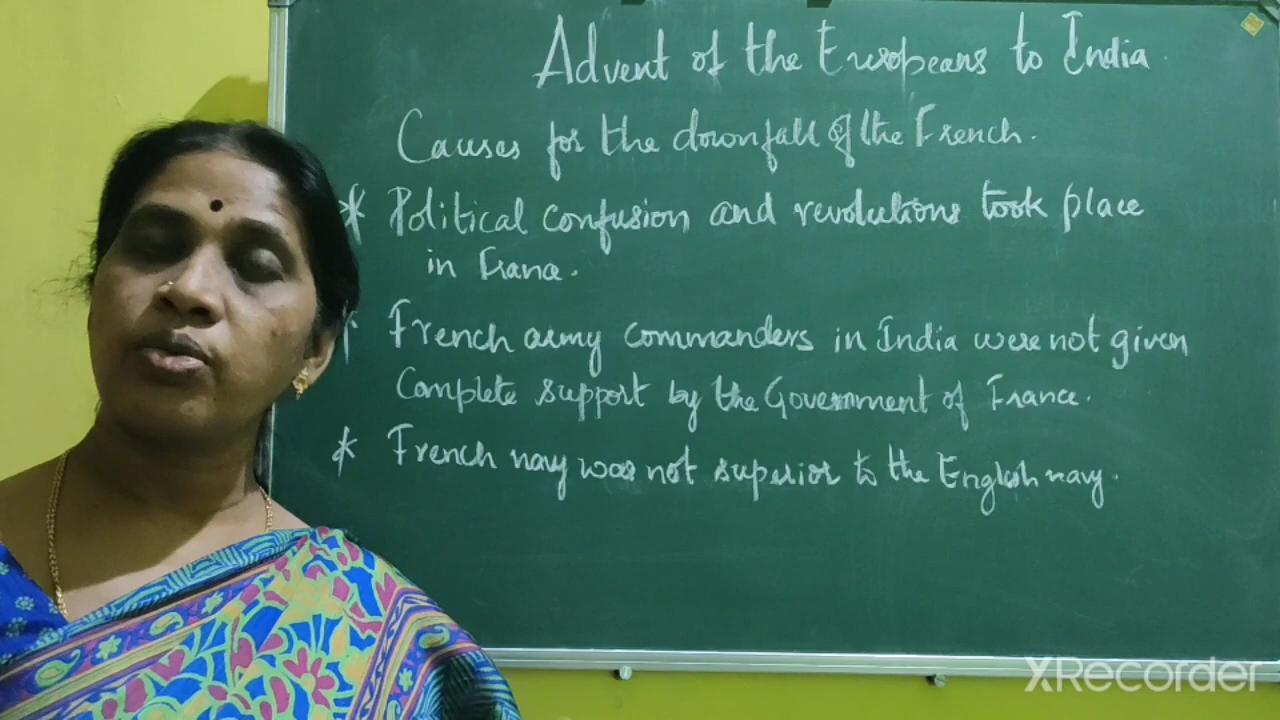 Advent of the Europeans to India.
Causes for the downfall of the French.
* Political confusion and revolutions took place
in France.
* French army commanders in India were not given
Complete support by the Government of France.
* French navy was not superior to the English navy.
XRecorder